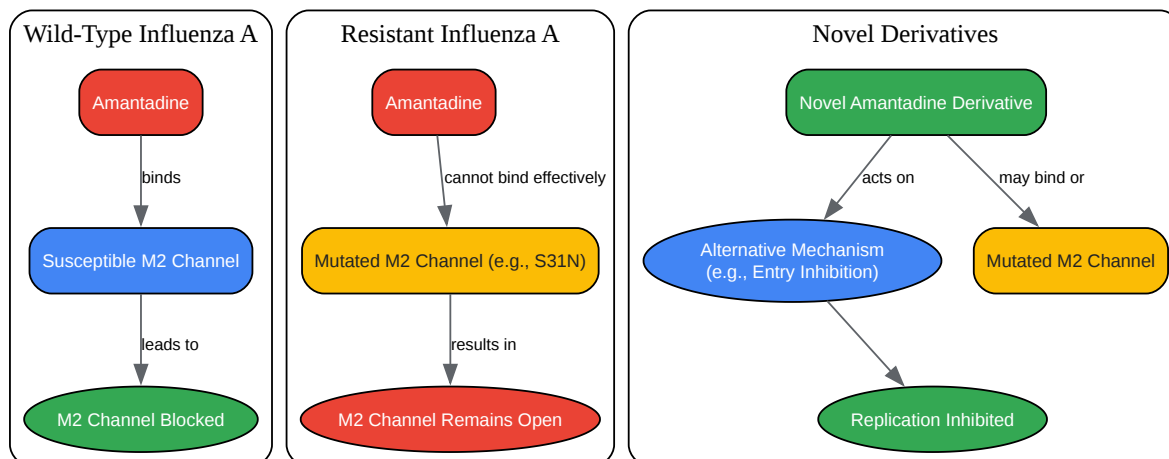 Wild-Type Influenza A
Amantadine
binds
Susceptible M2 Channel
leads to
M2 Channel Blocked
Resistant Influenza A
Amantadine
cannot bind effectively
Mutated M2 Channel (e.g., S31N)
results in
M2 Channel Remains Open
Novel Derivatives
Novel Amantadine Derivative
acts on
may bind or
Alternative Mechanism
(e.g., Entry Inhibition)
Mutated M2 Channel
Replication Inhibited